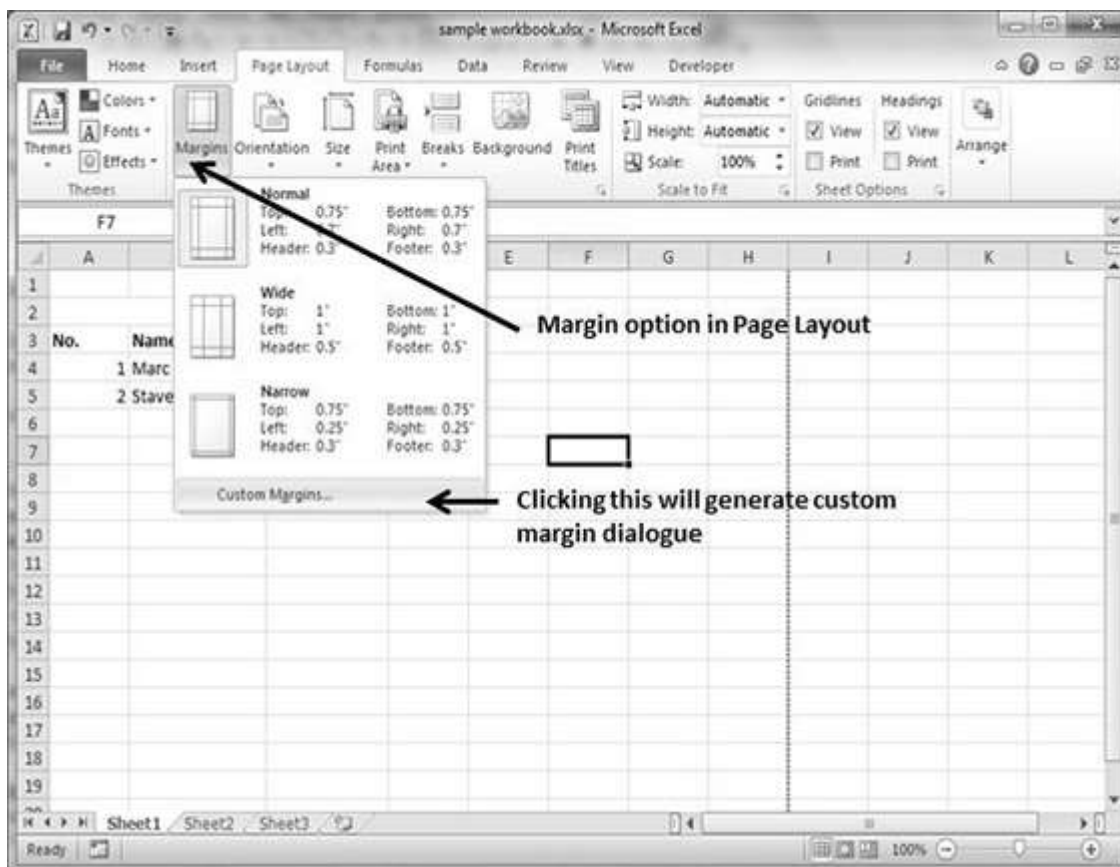 sample workbook.xlsx - Microsoft Excel
File Home Insert Page Layout Formulas Data Review View Developer
Themes Colors Fonts Effects Margins Orientation Size Print Area Breaks Background Print Titles Width: Automatic Height: Automatic Scale: 100% Gridlines View Print Headings View Print Arrange
Themes Scale to Fit Sheet Options
F7
Normal
Top: 0.75" Bottom: 0.75"
Left: Right: 0.7"
Header: 0.3" Footer: 0.3"
Wide
Top: 1" Bottom: 1"
Left: 1" Right: 1"
Header: 0.5" Footer: 0.5"
Narrow
Top: 0.75" Bottom: 0.75"
Left: 0.25" Right: 0.25"
Header: 0.3" Footer: 0.3"
Custom Margins...
Margin option in Page Layout
Clicking this will generate custom
margin dialogue
A E F G H I J K L
1
2
3 No. Name
4 1 Marc
5 2 Stave
6
7
8
9
10
11
12
13
14
15
16
17
18
19
Sheet1 Sheet2 Sheet3
Ready 100%